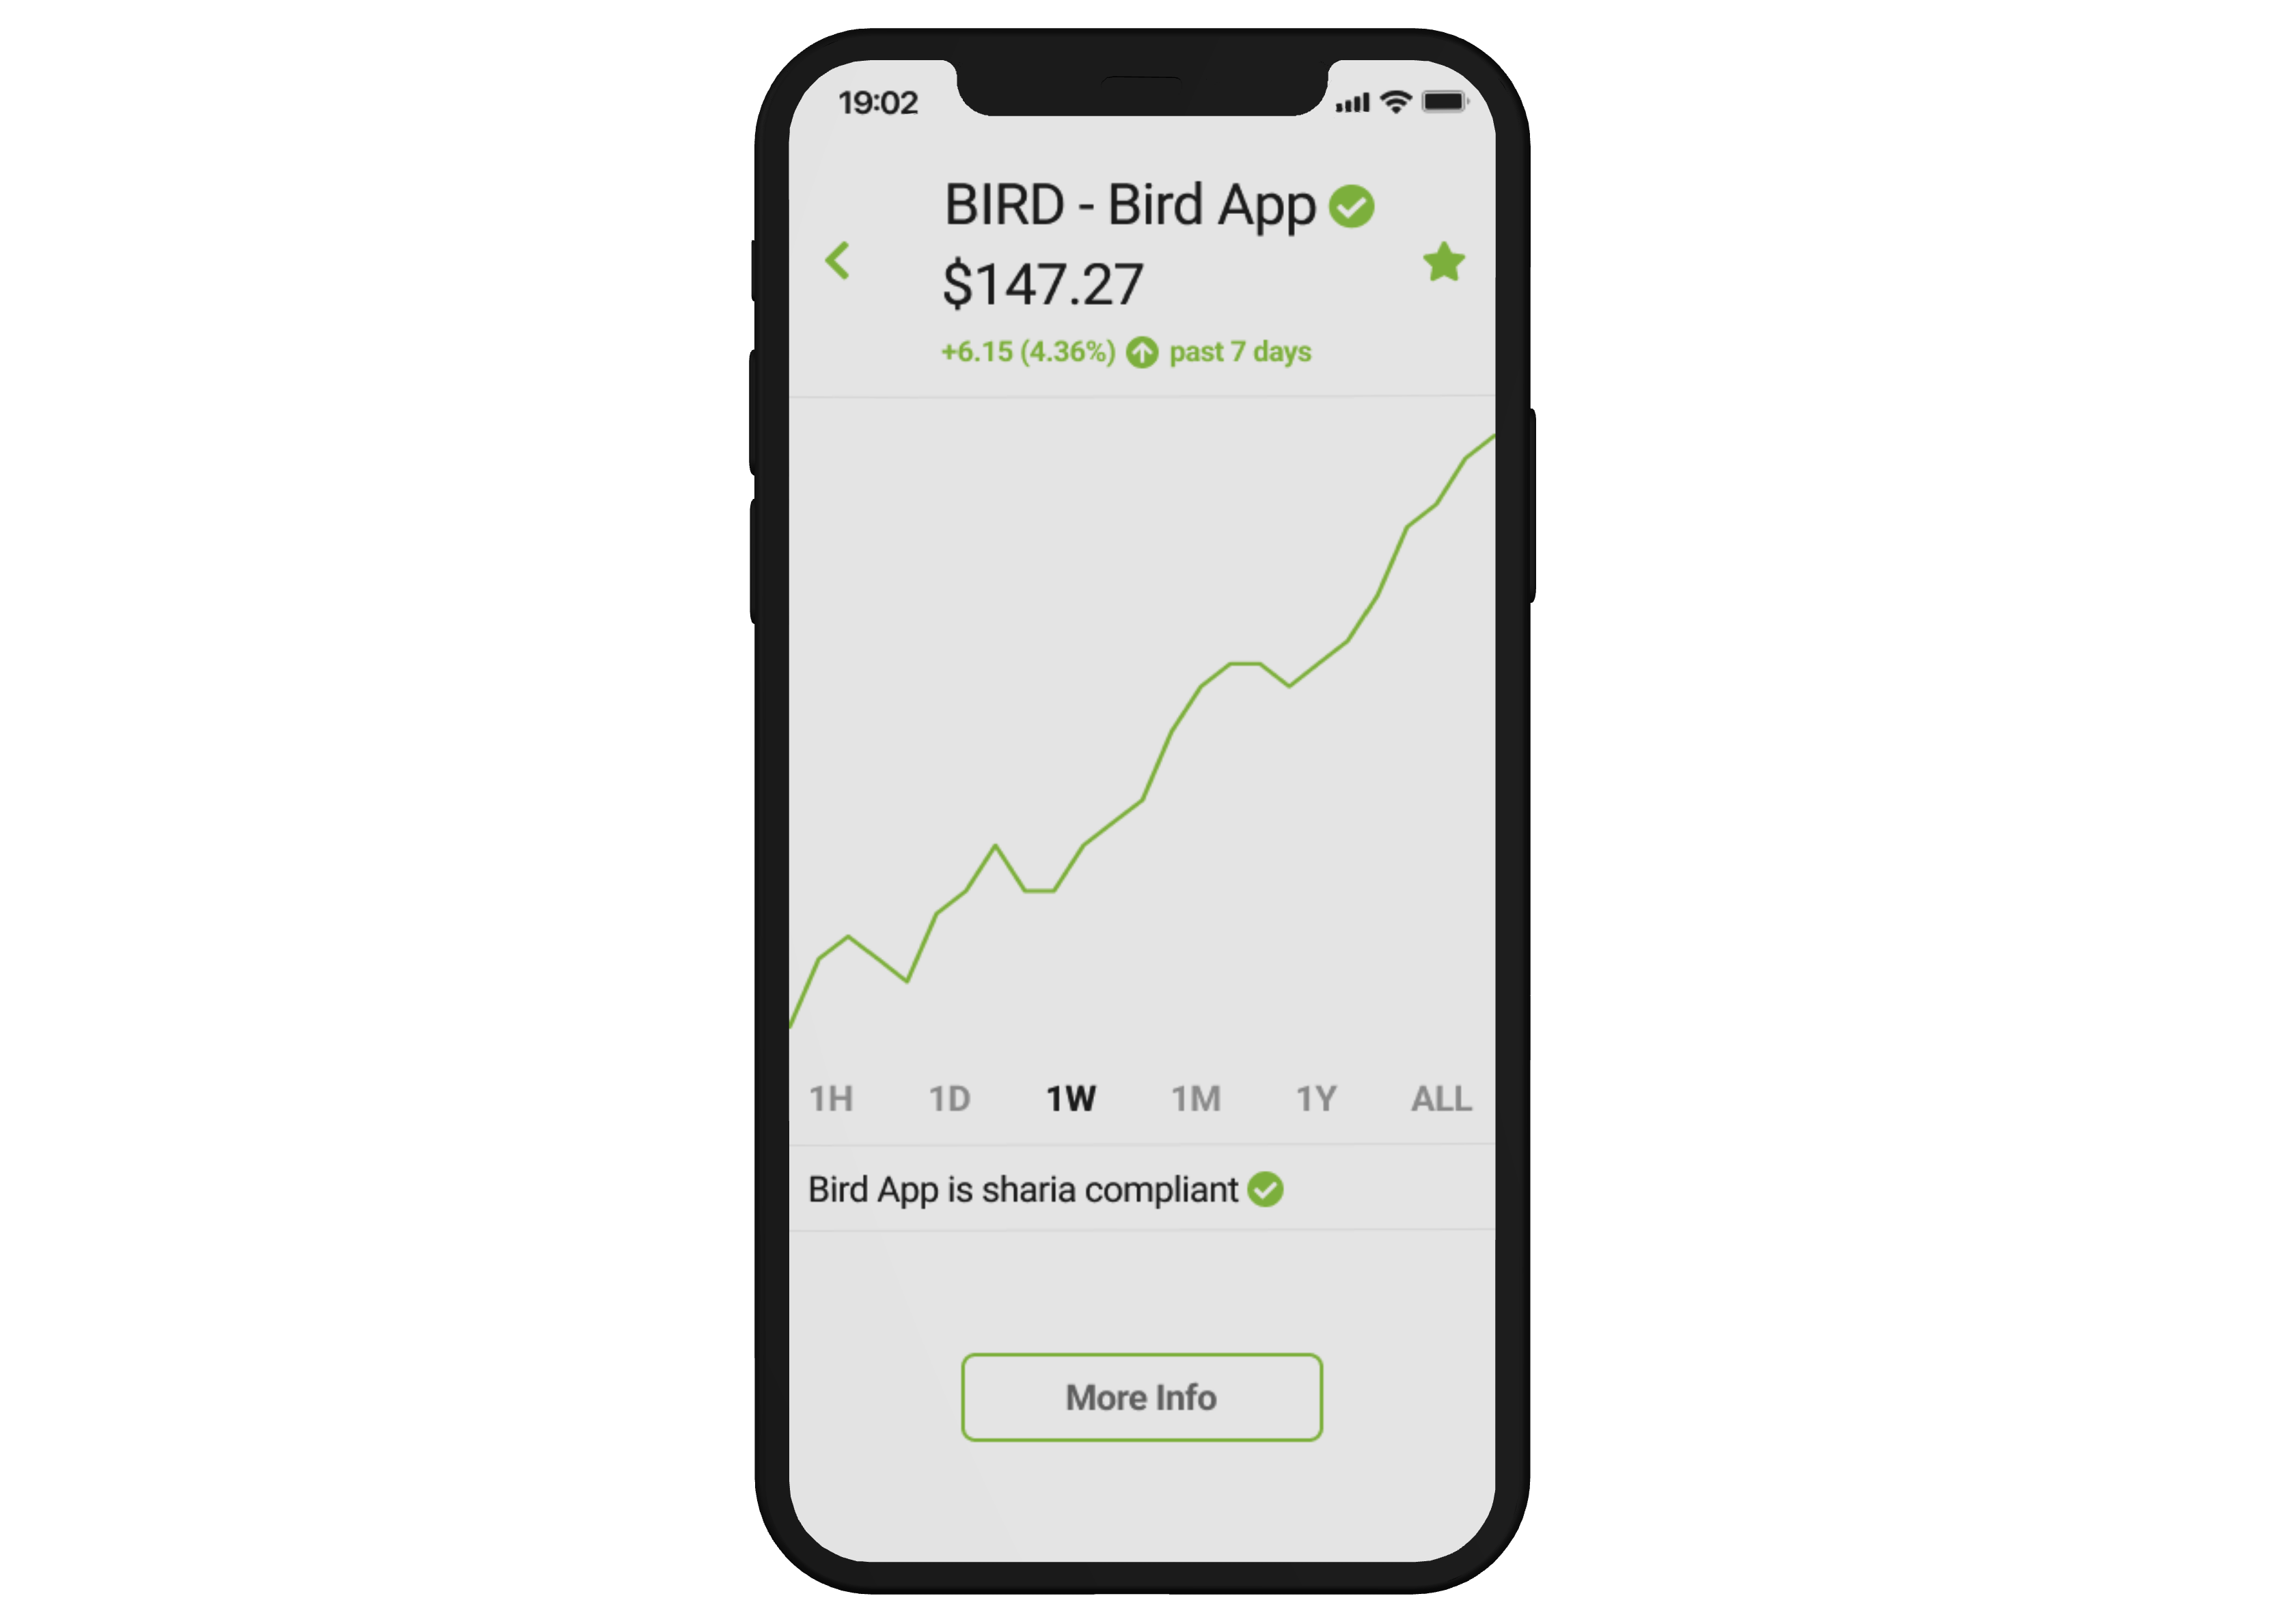 19:02
BIRD - Bird App
$147.27
+6.15 (4.36%) past 7 days
1H 1D 1W 1M 1Y ALL
Bird App is sharia compliant
More Info